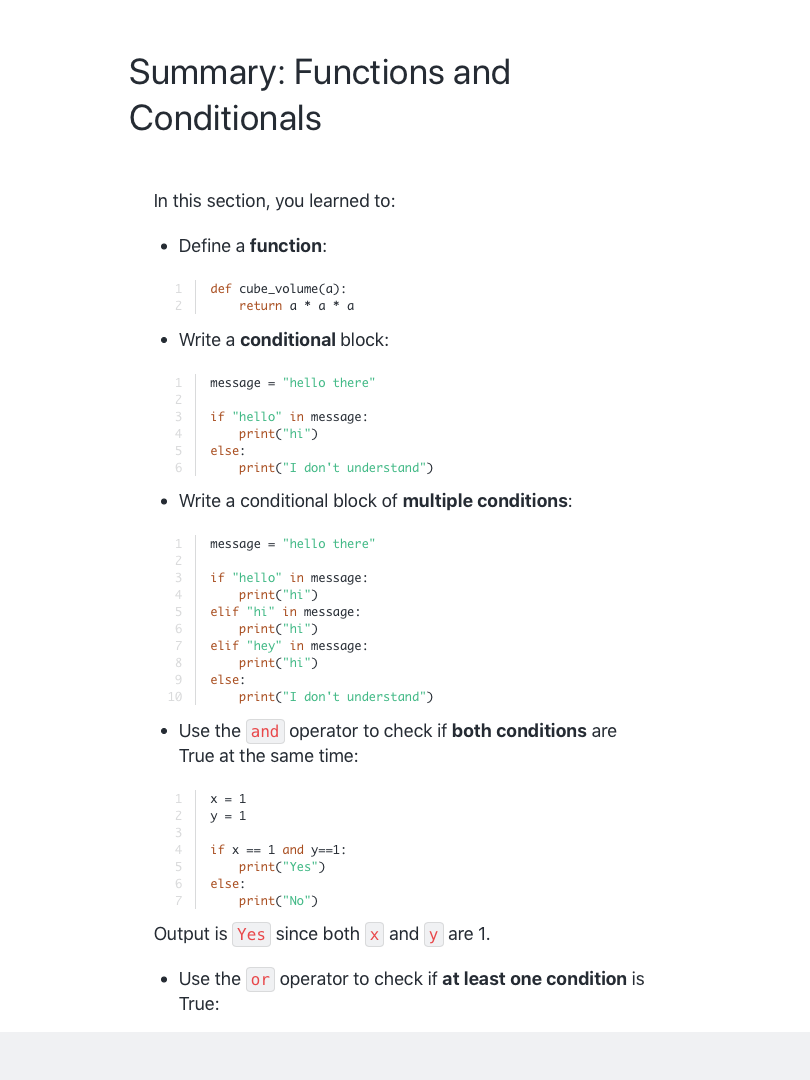 Summary: Functions and
Conditionals
In this section, you learned to:
• Define a function:
1 def cube_volume(a):
2     return a * a * a
• Write a conditional block:
1 message = "hello there"
2
3 if "hello" in message:
4     print("hi")
5 else:
6     print("I don't understand")
• Write a conditional block of multiple conditions:
1 message = "hello there"
2
3 if "hello" in message:
4     print("hi")
5 elif "hi" in message:
6     print("hi")
7 elif "hey" in message:
8     print("hi")
9 else:
10     print("I don't understand")
• Use the and operator to check if both conditions are
True at the same time:
1 x = 1
2 y = 1
3
4 if x == 1 and y==1:
5     print("Yes")
6 else:
7     print("No")
Output is Yes since both x and y are 1.
• Use the or operator to check if at least one condition is
True: